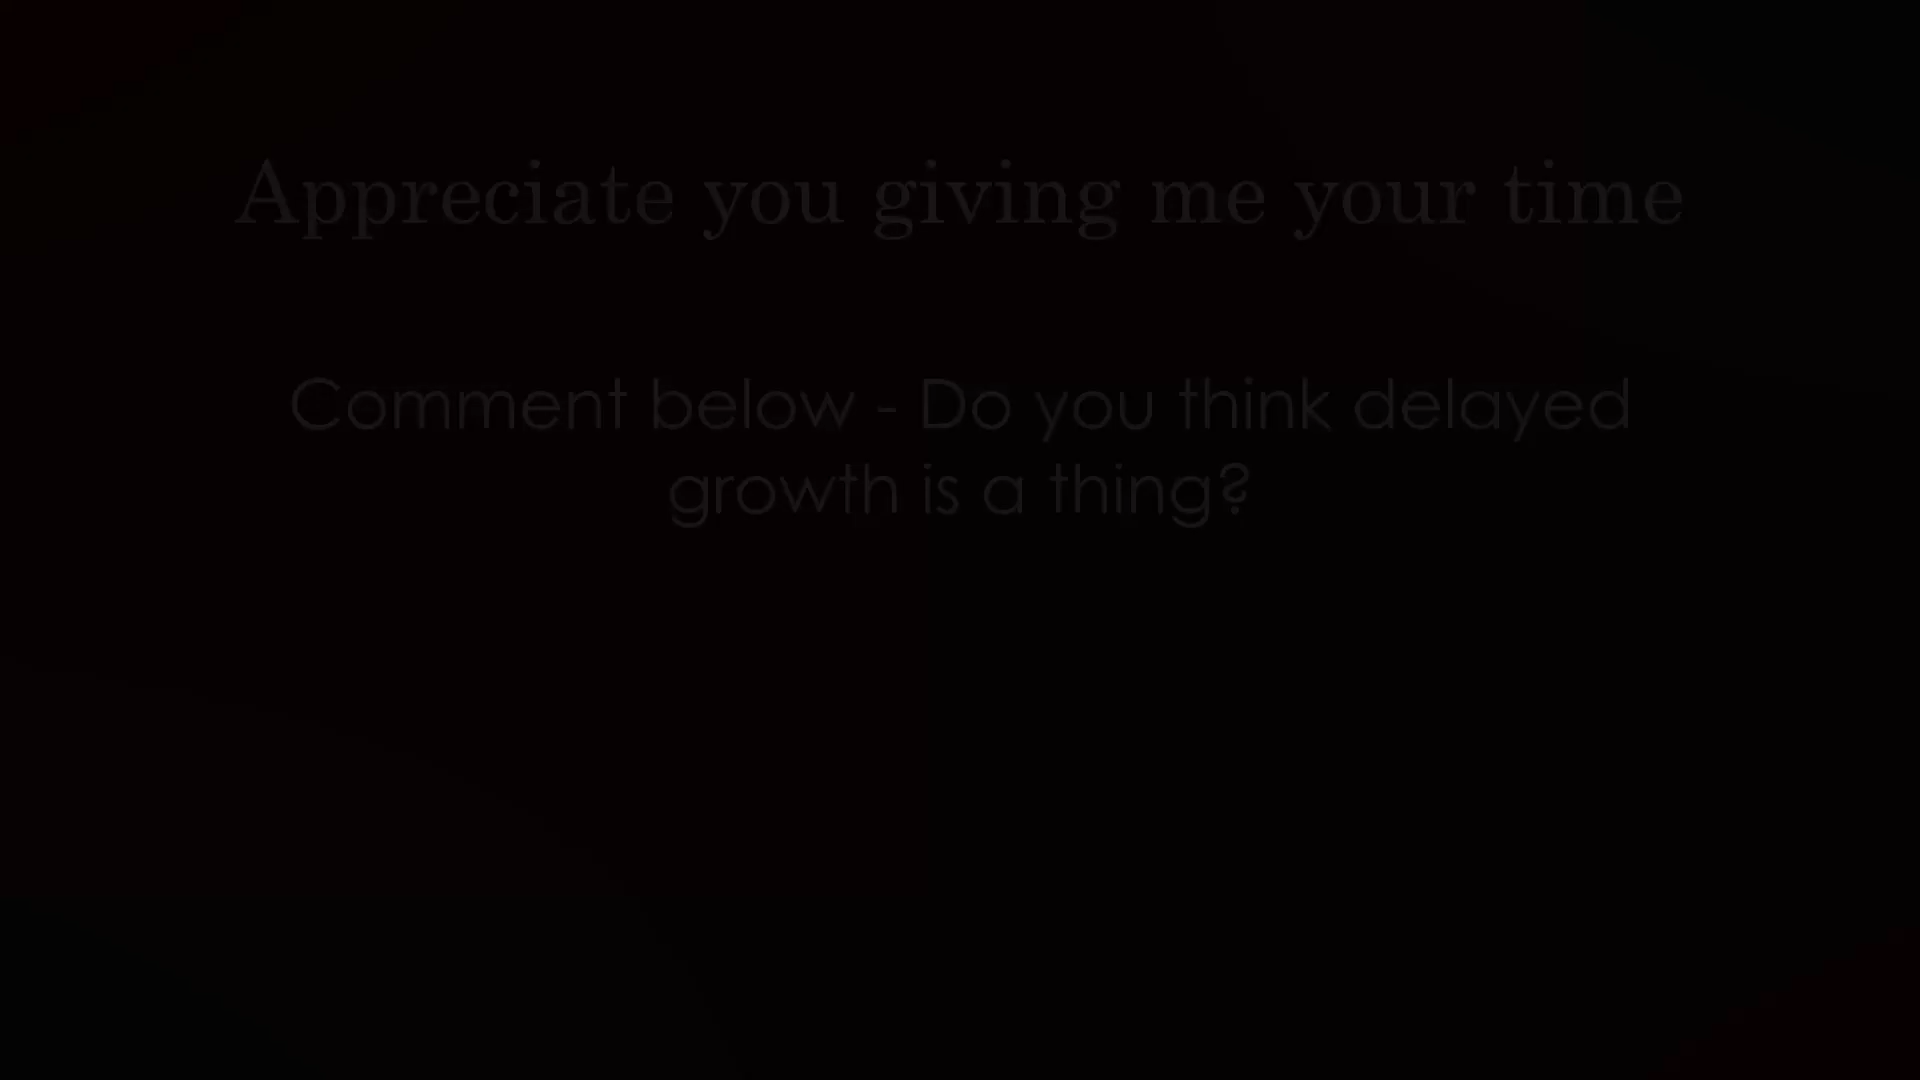 Appreciate you giving me your time
Comment below - Do you think delayed
growth is a thing?